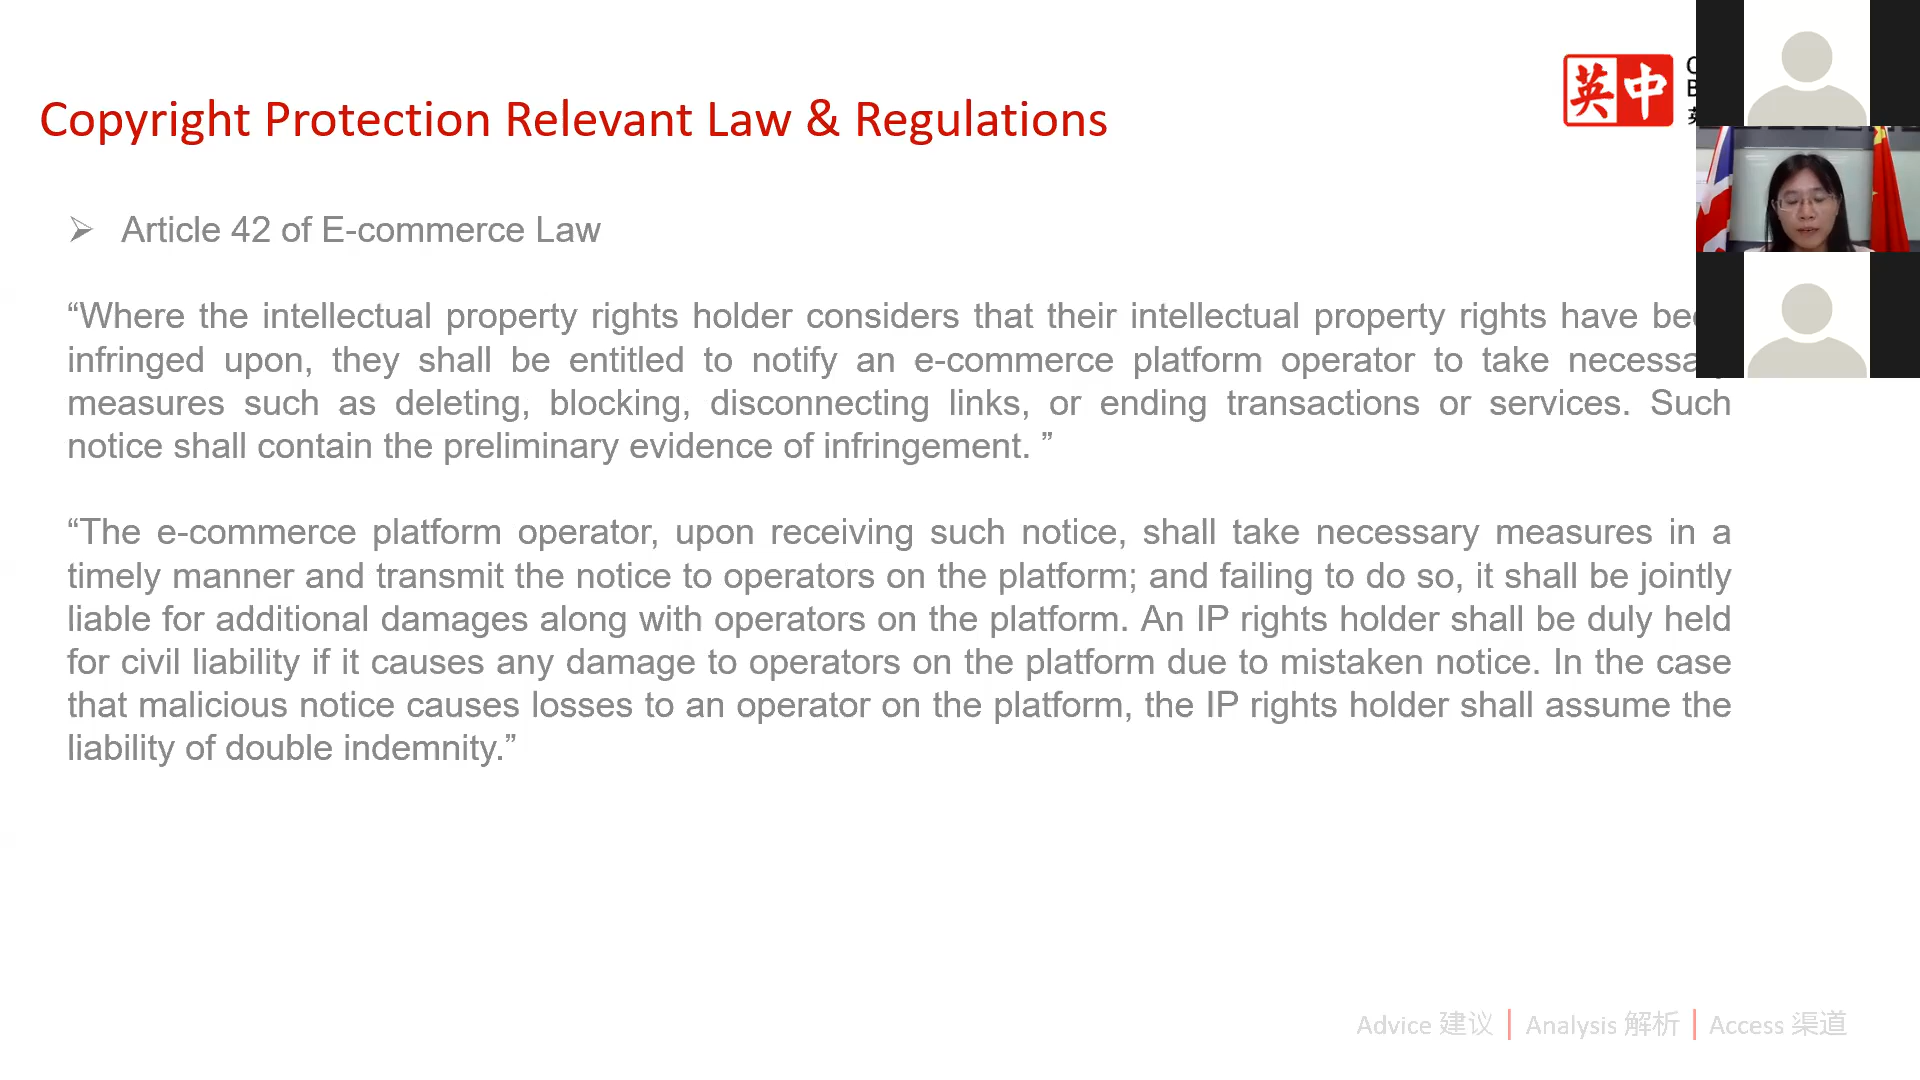 Copyright Protection Relevant Law & Regulations
英中
Article 42 of E-commerce Law
“Where the intellectual property rights holder considers that their intellectual property rights have
infringed upon, they shall be entitled to notify an e-commerce platform operator to take
measures such as deleting, blocking, disconnecting links, or ending transactions or services. Such
notice shall contain the preliminary evidence of infringement. ”
“The e-commerce platform operator, upon receiving such notice, shall take necessary measures in a
timely manner and transmit the notice to operators on the platform; and failing to do so, it shall be jointly
liable for additional damages along with operators on the platform. An IP rights holder shall be duly held
for civil liability if it causes any damage to operators on the platform due to mistaken notice. In the case
that malicious notice causes losses to an operator on the platform, the IP rights holder shall assume the
liability of double indemnity.”
Advice 建议 | Analysis 解析 | Access 渠道